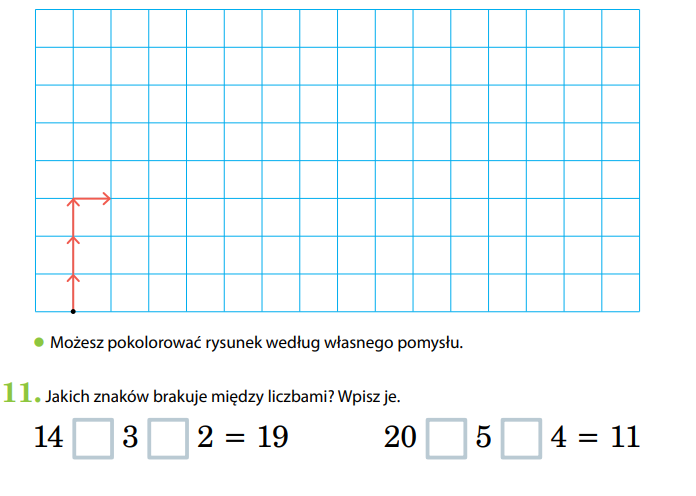 ● Możesz pokolorować rysunek według własnego pomysłu.
11. Jakich znaków brakuje między liczbami? Wpisz je.
14 □ 3 □ 2 = 19 20 □ 5 □ 4 = 11